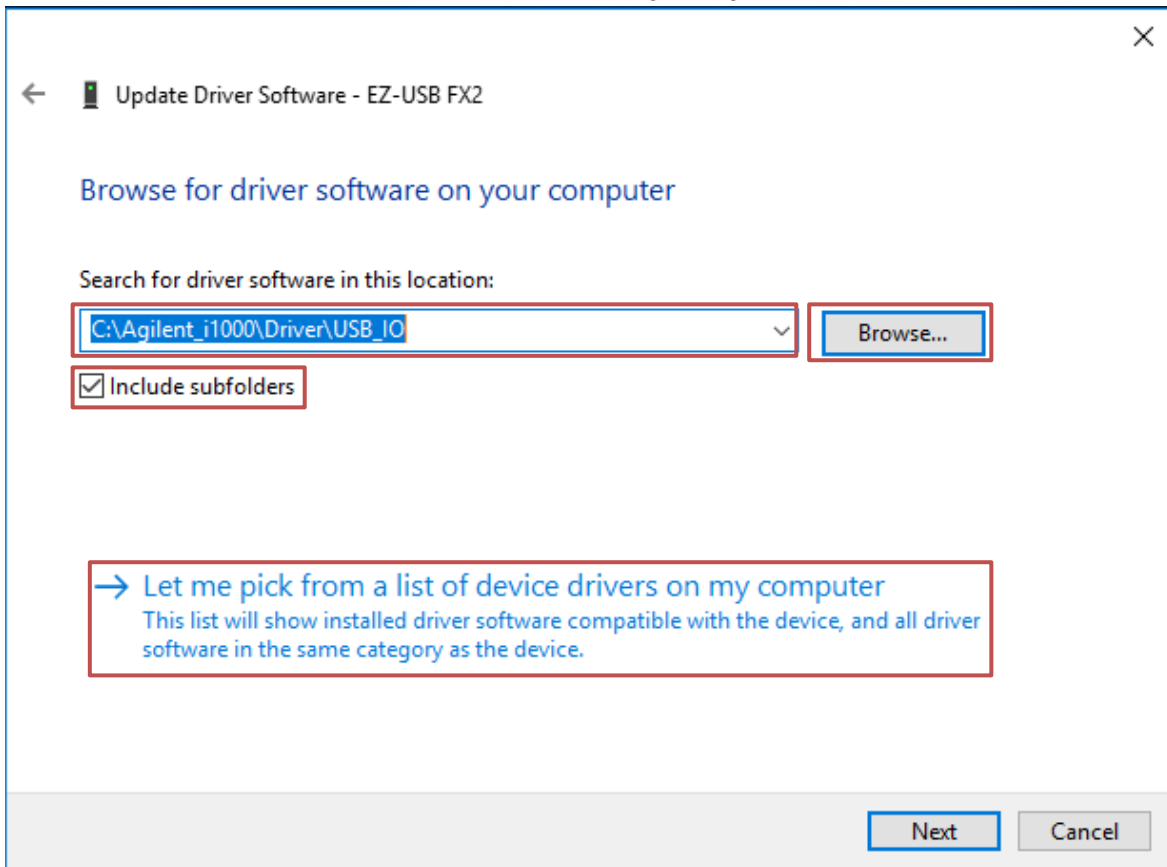 Update Driver Software - EZ-USB FX2
Browse for driver software on your computer
Search for driver software in this location:
C:\Agilent_i1000\Driver\USB_IO
Browse...
Include subfolders
Let me pick from a list of device drivers on my computer
This list will show installed driver software compatible with the device, and all driver
software in the same category as the device.
Next
Cancel